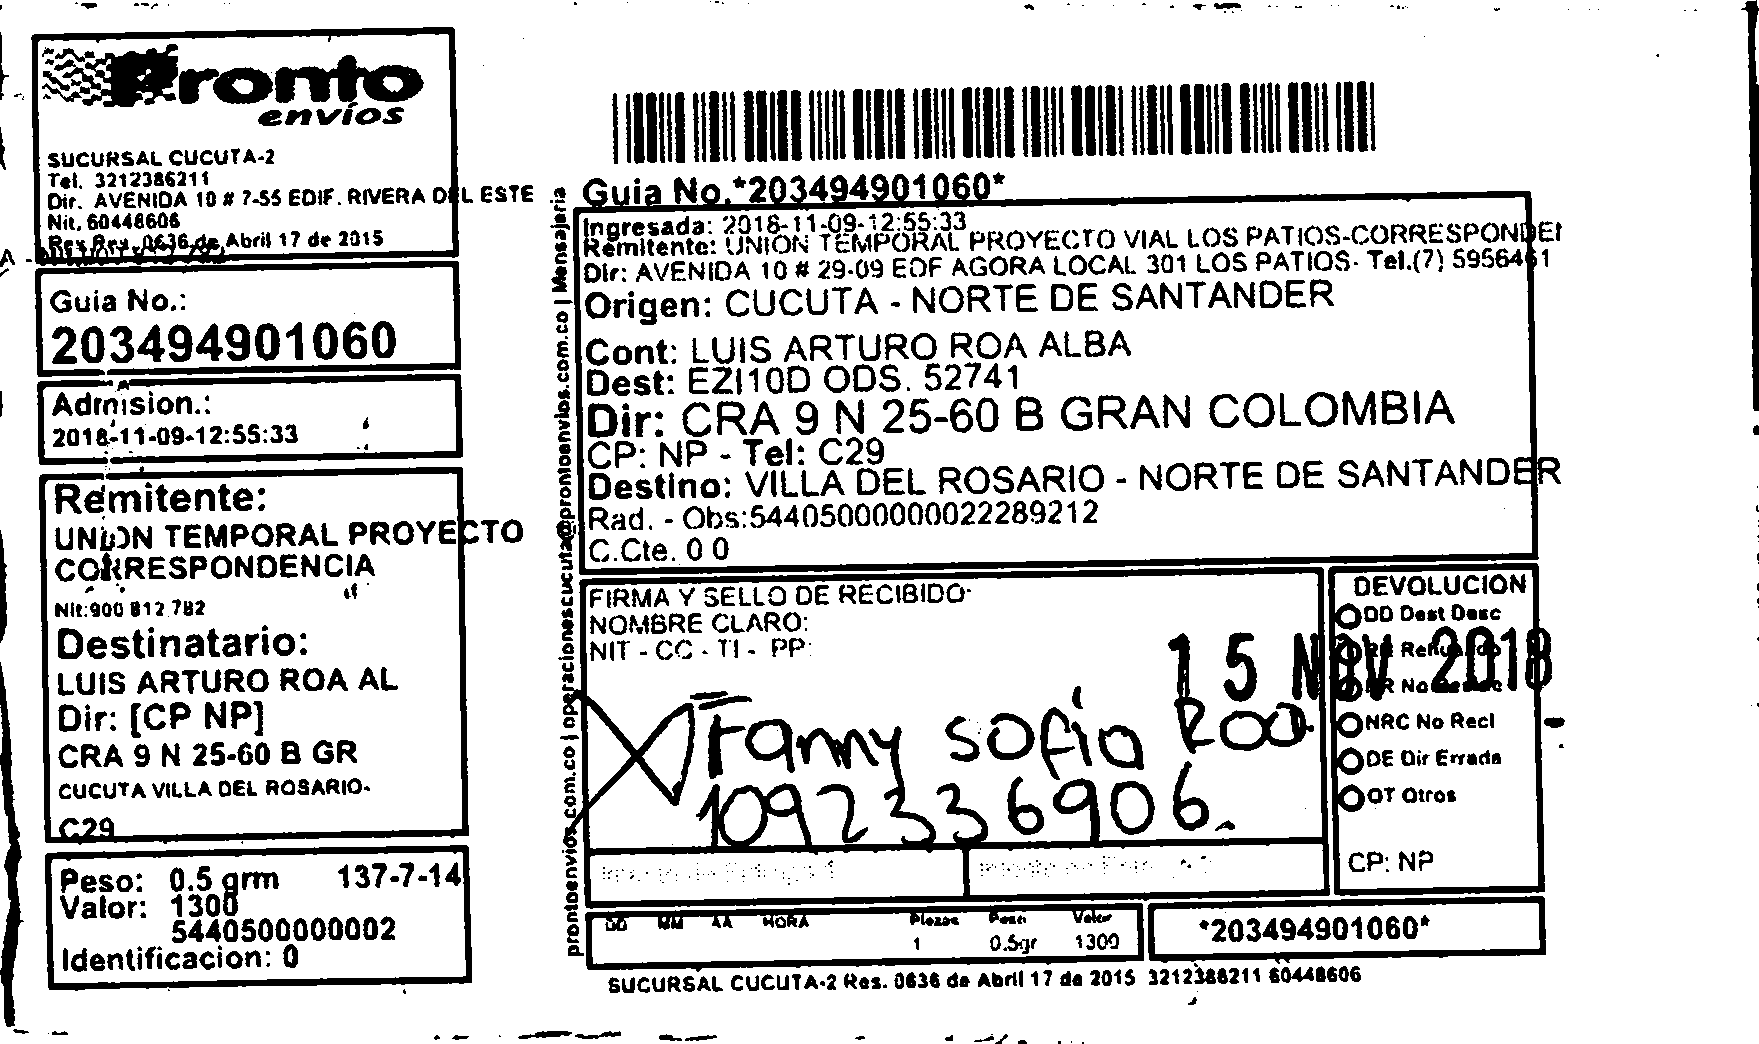 Pronto
envíos
SUCURSAL CUCUTA-2
Tel. 3212386211
Dir. AVENIDA 10 # 7-55 EDIF. RIVERA DEL ESTE
Nit. 60448606
0636 de Abril 17 de 2015
Guia No.:
203494901060
Admision.:
2018-11-09-12:55:33
Remitente:
UNION TEMPORAL PROYECTO
CORRESPONDENCIA
Nit:900 812 782
Destinatario:
LUIS ARTURO ROA AL
Dir: [CP NP]
CRA 9 N 25-60 B GR
CUCUTA VILLA DEL ROSARIO-
C29
Peso: 0.5 grm 137-7-14
Valor: 1300
5440500000002
Identificacion: 0
prontoenvios.com.co | operacionescucuta@prontoenvios.com.co | Mensajeria
Guia No.*203494901060*
Ingresada: 2018-11-09-12:55:33
Remitente: UNION TEMPORAL PROYECTO VIAL LOS PATIOS-CORRESPONDEN
Dir: AVENIDA 10 # 29-09 EDF AGORA LOCAL 301 LOS PATIOS- Tel.(7) 5956461
Origen: CUCUTA - NORTE DE SANTANDER
Cont: LUIS ARTURO ROA ALBA
Dest: EZI10D ODS. 52741
Dir: CRA 9 N 25-60 B GRAN COLOMBIA
CP: NP - Tel: C29
Destino: VILLA DEL ROSARIO - NORTE DE SANTANDER
Rad. - Obs:54405000000022289212
C.Cte. 0 0
FIRMA Y SELLO DE RECIBIDO
NOMBRE CLARO:
NIT - CC - TI - PP:
15 NOV 2018
Fanny sofia Roa
1092336906.
DEVOLUCION
DD Dest Desc
NRC No Recl
DE Dir Errada
OT Otros
CP: NP
DD MM AA HORA Piezas Peso Valor
1 0.5gr 1300
*203494901060*
SUCURSAL CUCUTA-2 Res. 0636 de Abril 17 de 2015 3212386211 60448606